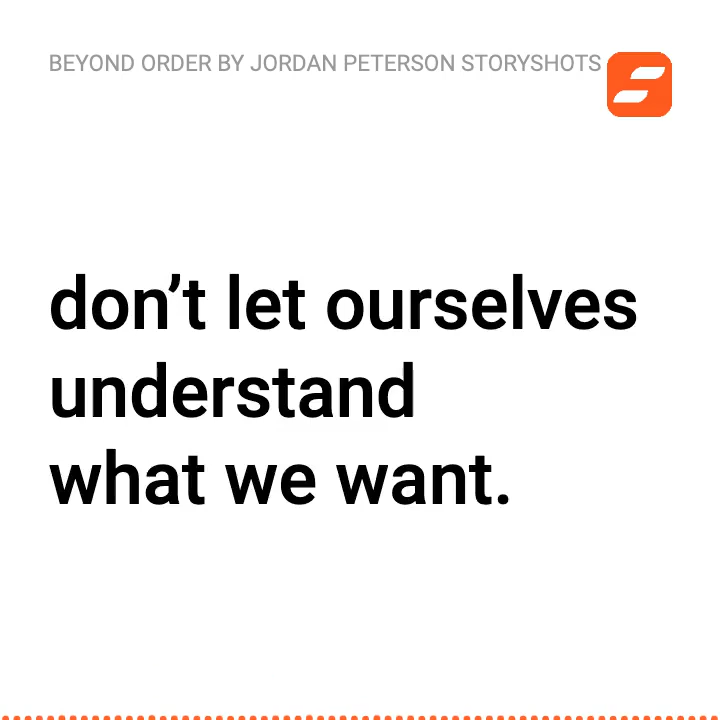 BEYOND ORDER BY JORDAN PETERSON STORYSHOTS
don’t let ourselves
understand
what we want.